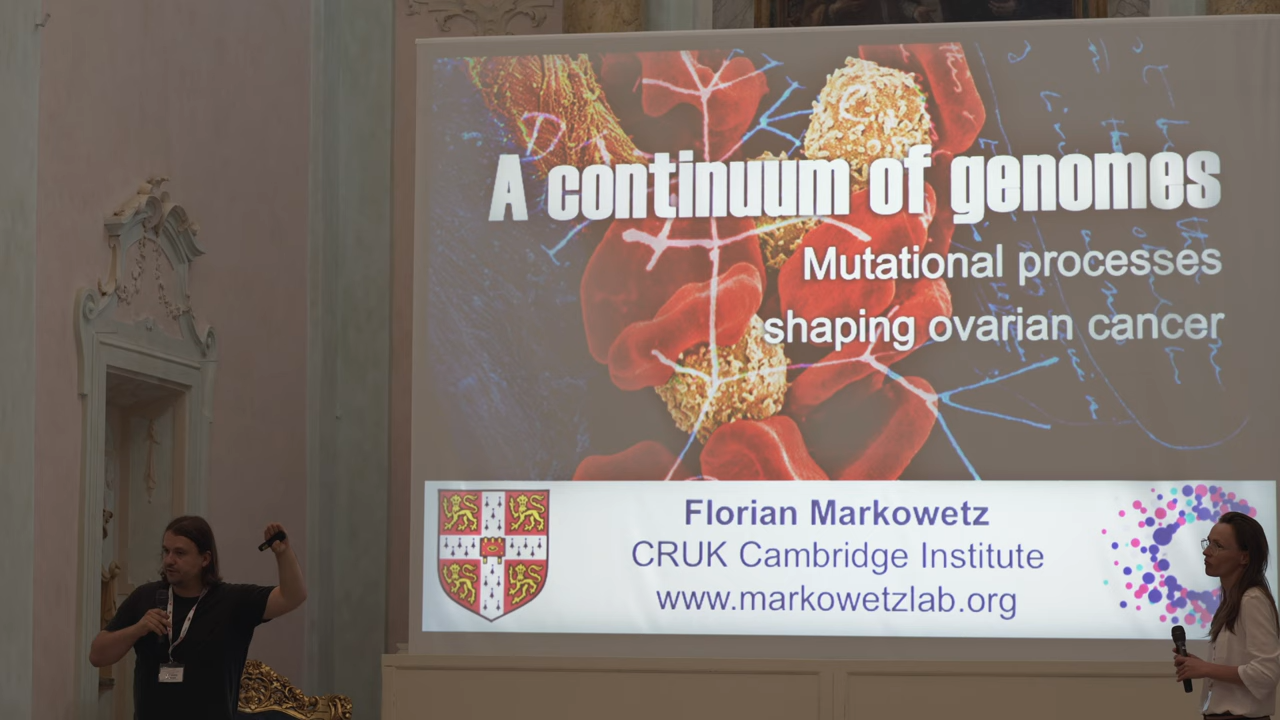 A continuum of genomes
Mutational processes
shaping ovarian cancer
Florian Markowetz
CRUK Cambridge Institute
www.markowetzlab.org